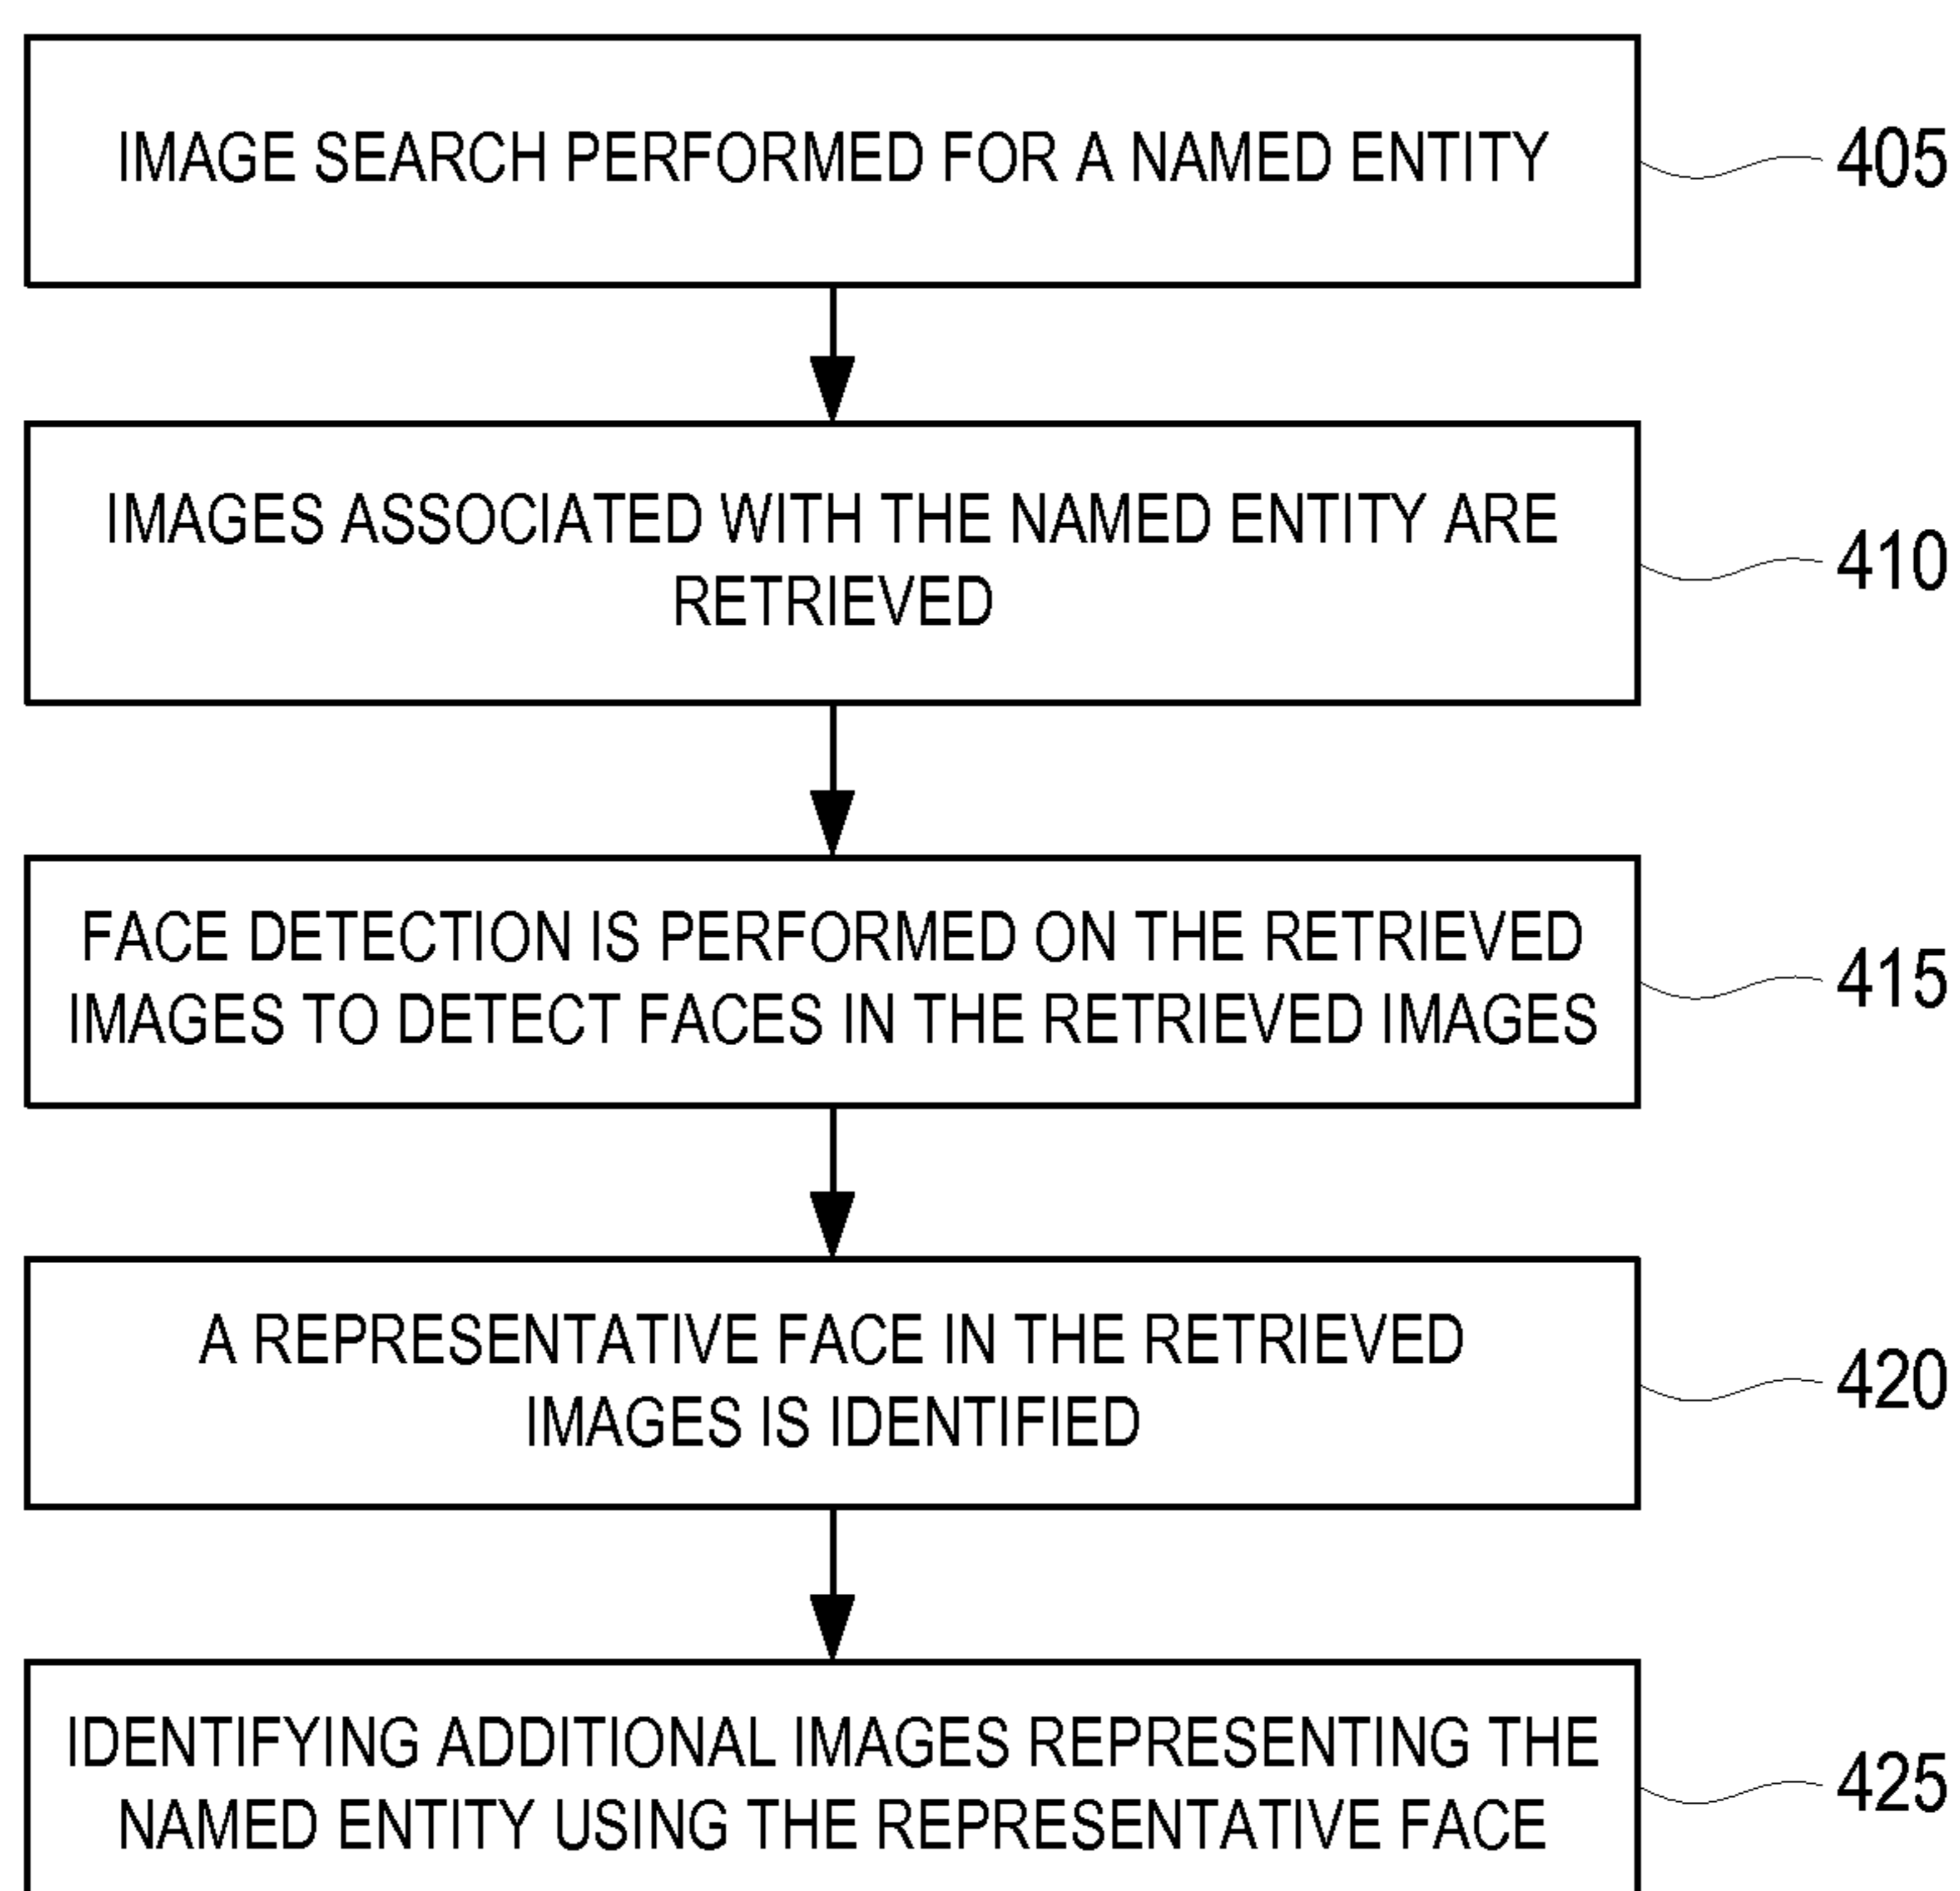 IMAGE SEARCH PERFORMED FOR A NAMED ENTITY
405
IMAGES ASSOCIATED WITH THE NAMED ENTITY ARE
RETRIEVED
410
FACE DETECTION IS PERFORMED ON THE RETRIEVED
IMAGES TO DETECT FACES IN THE RETRIEVED IMAGES
415
A REPRESENTATIVE FACE IN THE RETRIEVED
IMAGES IS IDENTIFIED
420
IDENTIFYING ADDITIONAL IMAGES REPRESENTING THE
NAMED ENTITY USING THE REPRESENTATIVE FACE
425